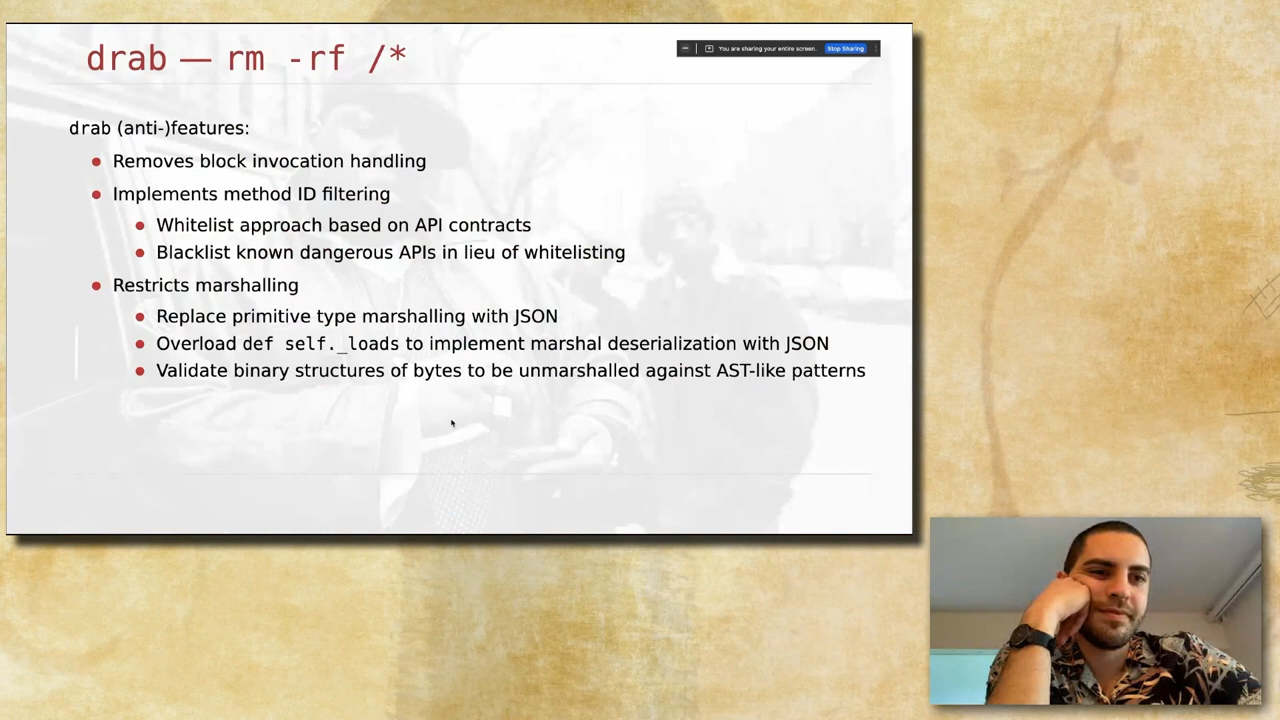 drab — rm -rf /*
You are sharing your entire screen. Stop Sharing
drab (anti-)features:
Removes block invocation handling
Implements method ID filtering
Whitelist approach based on API contracts
Blacklist known dangerous APIs in lieu of whitelisting
Restricts marshalling
Replace primitive type marshalling with JSON
Overload def self._loads to implement marshal deserialization with JSON
Validate binary structures of bytes to be unmarshalled against AST-like patterns